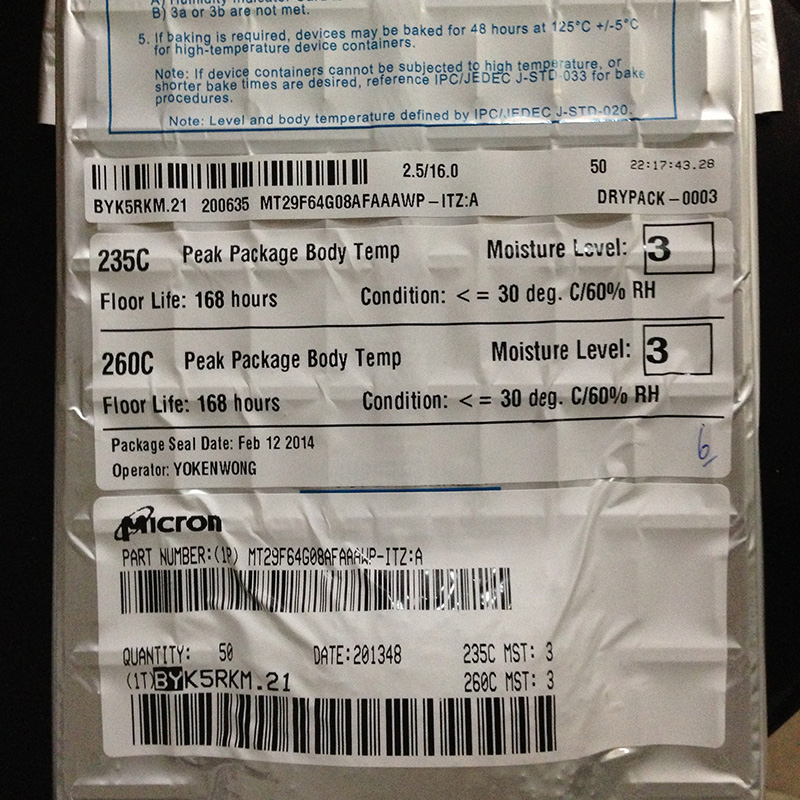 A) Humidity Indicator Card
B) 3a or 3b are not met.
5. If baking is required, devices may be baked for 48 hours at 125°C +/-5°C
for high-temperature device containers.
Note: If device containers cannot be subjected to high temperature, or
shorter bake times are desired, reference IPC/JEDEC J-STD-033 for bake
procedures.
Note: Level and body temperature defined by IPC/JEDEC J-STD-020.
2.5/16.0 50 22:17:43.28
BYK5RKM.21 200635 MT29F64G08AFAAAWP-ITZ:A DRYPACK-0003
235C Peak Package Body Temp Moisture Level: 3
Floor Life: 168 hours Condition: < = 30 deg. C/60% RH
260C Peak Package Body Temp Moisture Level: 3
Floor Life: 168 hours Condition: < = 30 deg. C/60% RH
Package Seal Date: Feb 12 2014
Operator: YOKENWONG
6
Micron
PART NUMBER:(1P) MT29F64G08AFAAAWP-ITZ:A
QUANTITY: 50 DATE:201348 235C MST: 3
(1T)BYK5RKM.21 260C MST: 3